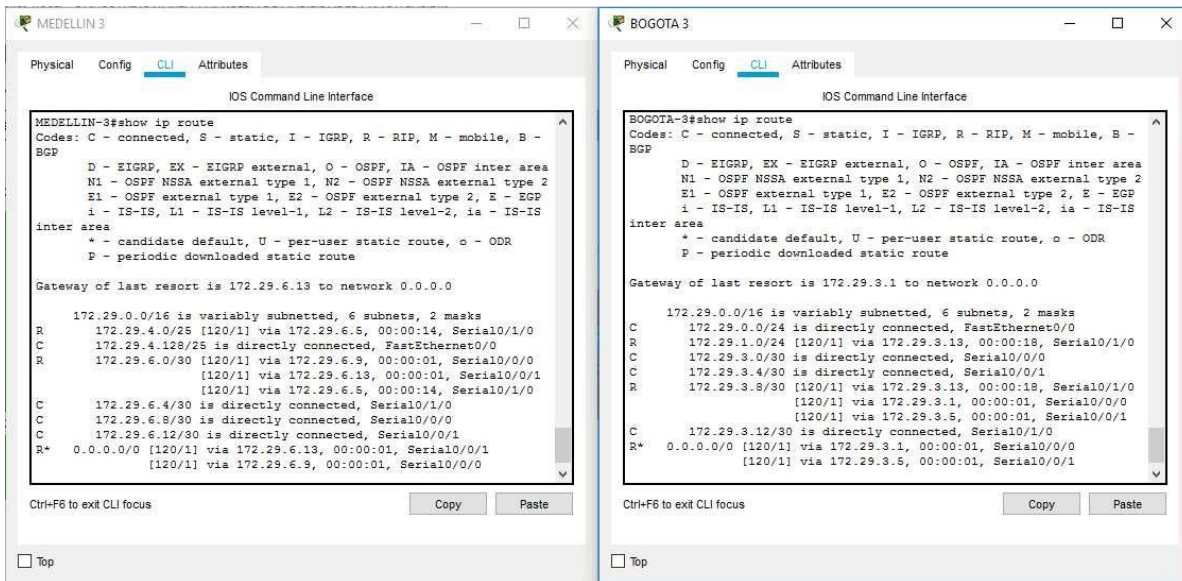 MEDELLIN 3
Physical Config CLI Attributes
IOS Command Line Interface
MEDELLIN-3#show ip route
Codes: C - connected, S - static, I - IGRP, R - RIP, M - mobile, B -
BGP
D - EIGRP, EX - EIGRP external, O - OSPF, IA - OSPF inter area
N1 - OSPF NSSA external type 1, N2 - OSPF NSSA external type 2
E1 - OSPF external type 1, E2 - OSPF external type 2, E - EGP
i - IS-IS, L1 - IS-IS level-1, L2 - IS-IS level-2, ia - IS-IS
inter area
* - candidate default, U - per-user static route, o - ODR
P - periodic downloaded static route
Gateway of last resort is 172.29.6.13 to network 0.0.0.0
172.29.0.0/16 is variably subnetted, 6 subnets, 2 masks
R 172.29.4.0/25 [120/1] via 172.29.6.5, 00:00:14, Serial0/1/0
C 172.29.4.128/25 is directly connected, FastEthernet0/0
R 172.29.6.0/30 [120/1] via 172.29.6.9, 00:00:01, Serial0/0/0
[120/1] via 172.29.6.13, 00:00:01, Serial0/0/1
[120/1] via 172.29.6.5, 00:00:14, Serial0/1/0
C 172.29.6.4/30 is directly connected, Serial0/1/0
C 172.29.6.8/30 is directly connected, Serial0/0/0
C 172.29.6.12/30 is directly connected, Serial0/0/1
R* 0.0.0.0/0 [120/1] via 172.29.6.13, 00:00:01, Serial0/0/1
[120/1] via 172.29.6.9, 00:00:01, Serial0/0/0
Ctrl+F6 to exit CLI focus
Copy Paste
Top
BOGOTA 3
Physical Config CLI Attributes
IOS Command Line Interface
BOGOTA-3#show ip route
Codes: C - connected, S - static, I - IGRP, R - RIP, M - mobile, B -
BGP
D - EIGRP, EX - EIGRP external, O - OSPF, IA - OSPF inter area
N1 - OSPF NSSA external type 1, N2 - OSPF NSSA external type 2
E1 - OSPF external type 1, E2 - OSPF external type 2, E - EGP
i - IS-IS, L1 - IS-IS level-1, L2 - IS-IS level-2, ia - IS-IS
inter area
* - candidate default, U - per-user static route, o - ODR
P - periodic downloaded static route
Gateway of last resort is 172.29.3.1 to network 0.0.0.0
172.29.0.0/16 is variably subnetted, 6 subnets, 2 masks
C 172.29.0.0/24 is directly connected, FastEthernet0/0
R 172.29.1.0/24 [120/1] via 172.29.3.13, 00:00:18, Serial0/1/0
C 172.29.3.0/30 is directly connected, Serial0/0/0
C 172.29.3.4/30 is directly connected, Serial0/0/1
R 172.29.3.8/30 [120/1] via 172.29.3.13, 00:00:18, Serial0/1/0
[120/1] via 172.29.3.1, 00:00:01, Serial0/0/0
[120/1] via 172.29.3.5, 00:00:01, Serial0/0/1
C 172.29.3.12/30 is directly connected, Serial0/1/0
R* 0.0.0.0/0 [120/1] via 172.29.3.1, 00:00:01, Serial0/0/0
[120/1] via 172.29.3.5, 00:00:01, Serial0/0/1
Ctrl+F6 to exit CLI focus
Copy Paste
Top